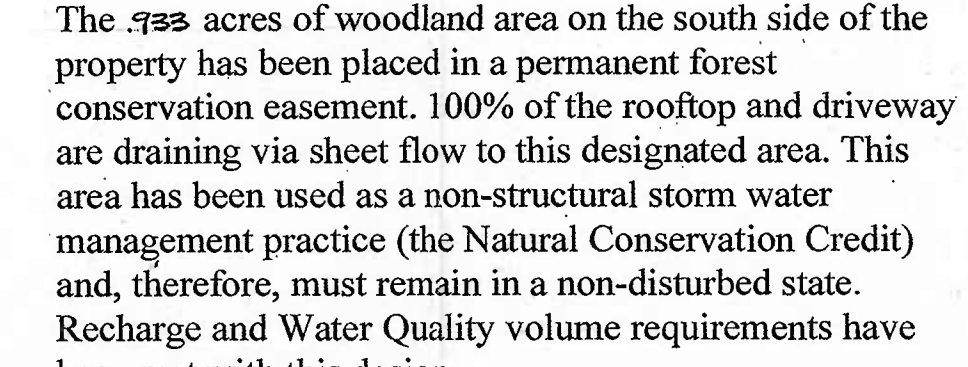 The .933 acres of woodland area on the south side of the
property has been placed in a permanent forest
conservation easement. 100% of the rooftop and driveway
are draining via sheet flow to this designated area. This
area has been used as a non-structural storm water
management practice (the Natural Conservation Credit)
and, therefore, must remain in a non-disturbed state.
Recharge and Water Quality volume requirements have